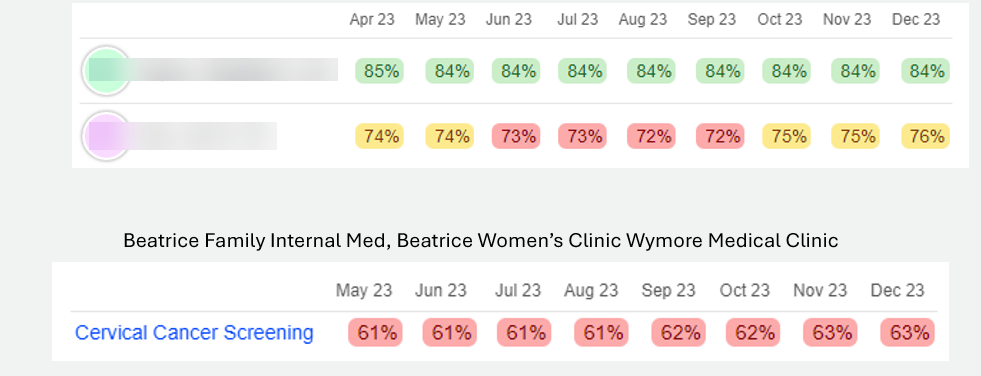 Apr 23 May 23 Jun 23 Jul 23 Aug 23 Sep 23 Oct 23 Nov 23 Dec 23
85% 84% 84% 84% 84% 84% 84% 84% 84%
74% 74% 73% 73% 72% 72% 75% 75% 76%
Beatrice Family Internal Med, Beatrice Women’s Clinic Wymore Medical Clinic
May 23 Jun 23 Jul 23 Aug 23 Sep 23 Oct 23 Nov 23 Dec 23
Cervical Cancer Screening 61% 61% 61% 61% 62% 62% 63% 63%